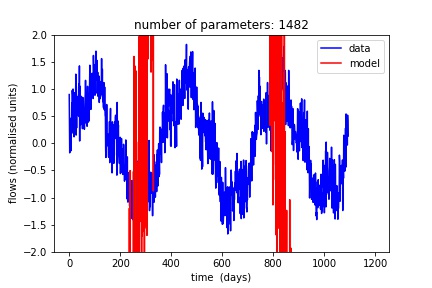 number of parameters: 1482
data
model
flows (normalised units)
2.0
1.5
1.0
0.5
0.0
−0.5
−1.0
−1.5
−2.0
0 200 400 600 800 1000 1200
time (days)